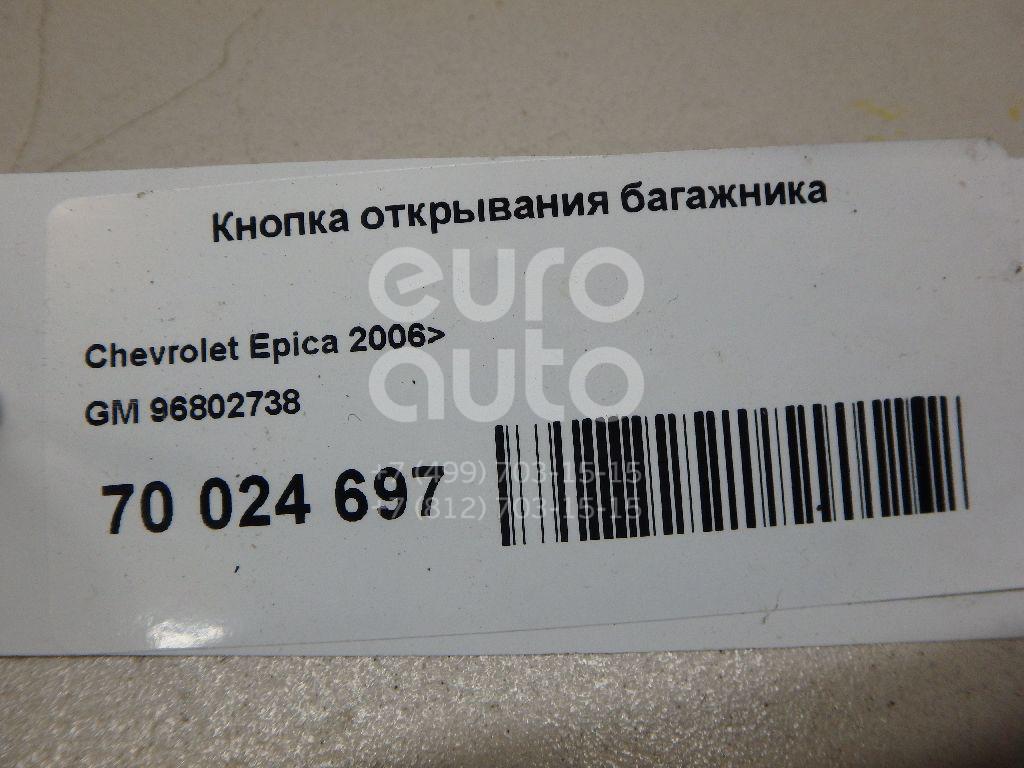 Кнопка открывания багажника
euro
auto
Chevrolet Epica 2006>
GM 96802738
70 024 697
+7 (499) 703-15-15
+7 (812) 703-15-15